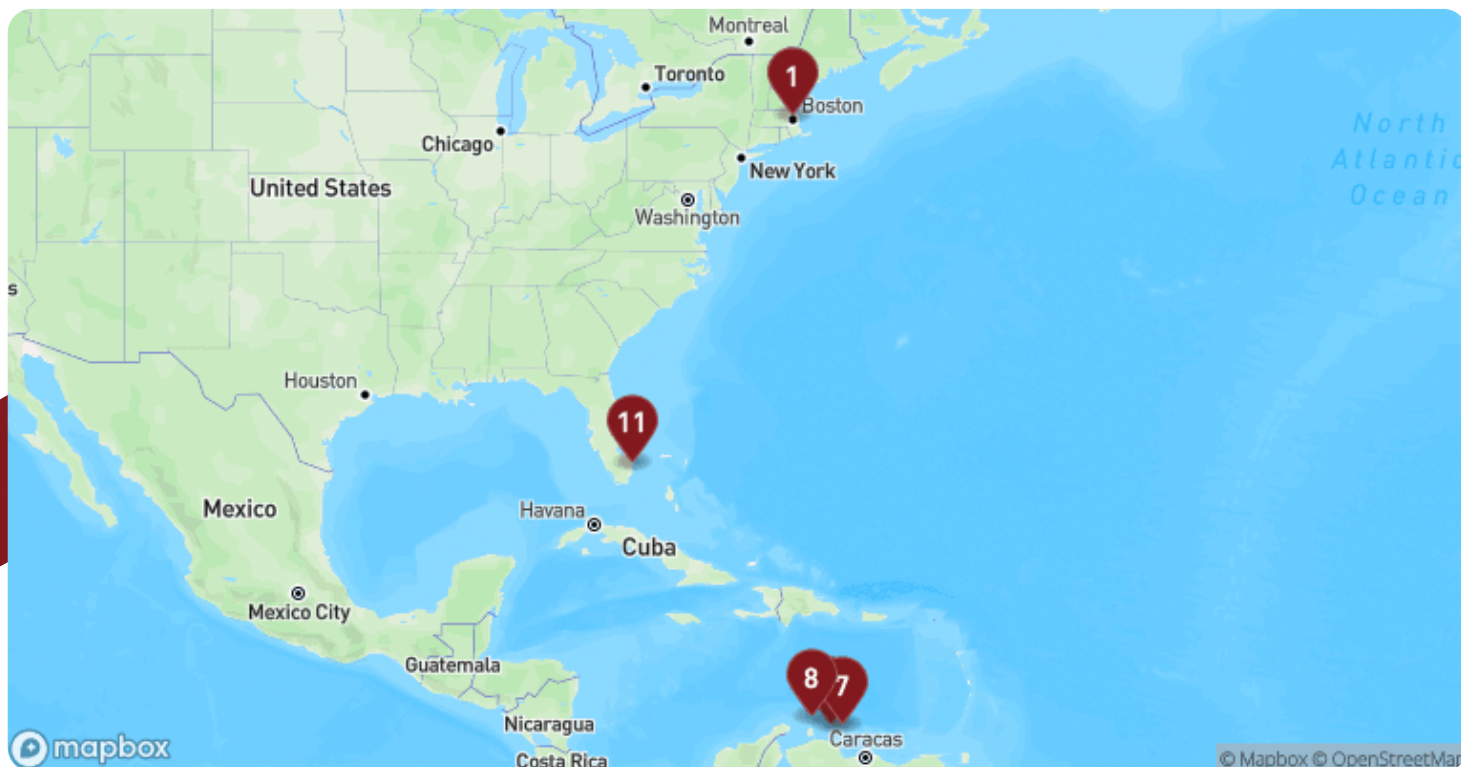 Montreal
1
Toronto
Boston
Chicago
New York
North
Atlantic
Ocean
United States
Washington
s
Houston
11
Mexico
Havana
Cuba
Mexico City
Guatemala
8
7
Nicaragua
Caracas
Costa Rica
mapbox
© Mapbox © OpenStreetMap